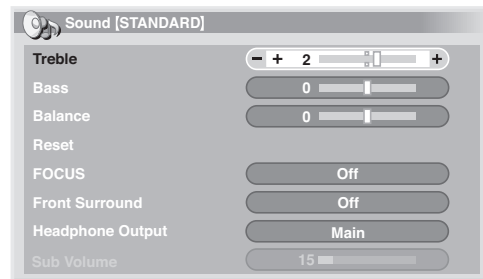 Sound [STANDARD]
Treble - + 2 +
Bass 0
Balance 0
Reset
FOCUS Off
Front Surround Off
Headphone Output Main
Sub Volume 15